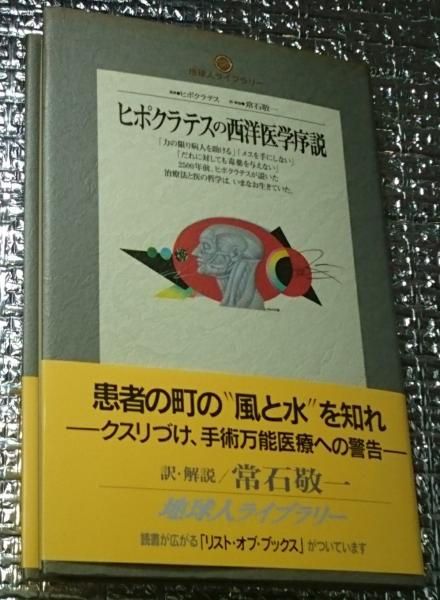 地球人ライブラリー
原著●ヒポクラテス 訳・解説●常石敬一
ヒポクラテスの西洋医学序説
「力の限り病人を助ける」「メスを手にしない」
「だれに対しても毒薬を与えない」
2500年前、ヒポクラテスが説いた
治療法と医の哲学は、いまなお生きていた。
患者の町の〝風と水〟を知れ
―クスリづけ、手術万能医療への警告―
訳・解説/常石敬一
地球人ライブラリー
読書が広がる「リスト・オブ・ブックス」がついています